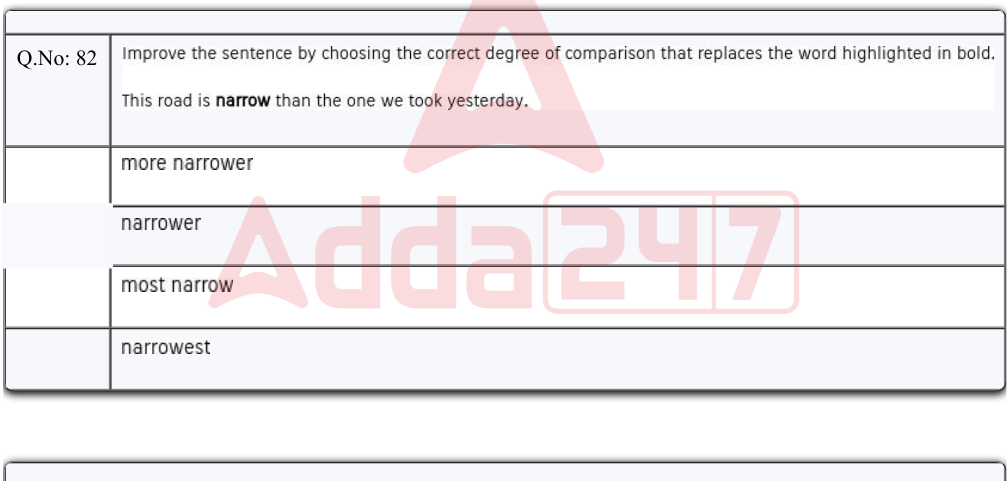 Q.No: 82
Improve the sentence by choosing the correct degree of comparison that replaces the word highlighted in bold.
This road is narrow than the one we took yesterday.
more narrower
narrower
most narrow
narrowest
Adda247